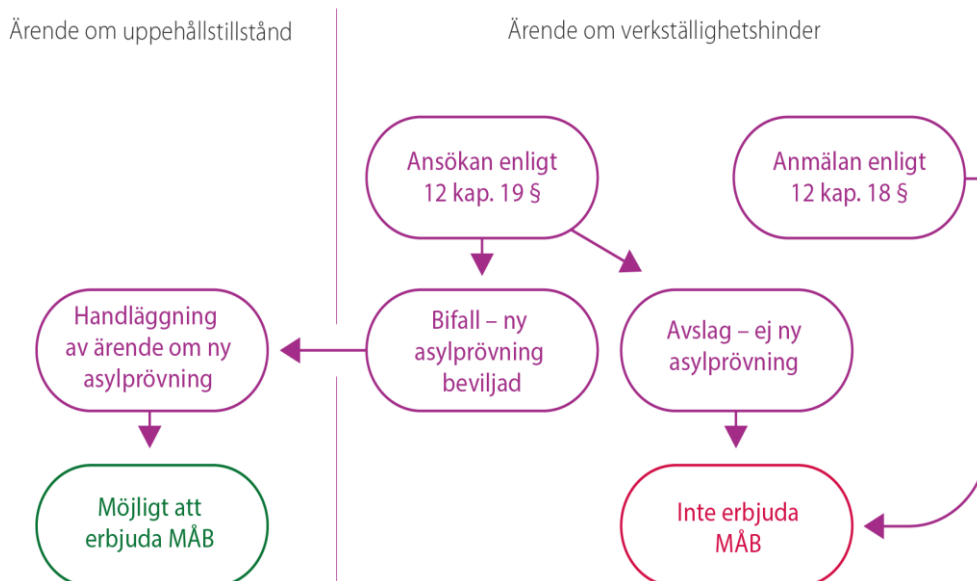 Ärende om uppehållstillstånd
Ärende om verkställighetshinder
Ansökan enligt
12 kap. 19 §
Anmälan enligt
12 kap. 18 §
Handläggning
av ärende om ny
asylprövning
Bifall – ny
asylprövning
beviljad
Avslag – ej ny
asylprövning
Möjligt att
erbjuda MÅB
Inte erbjuda
MÅB